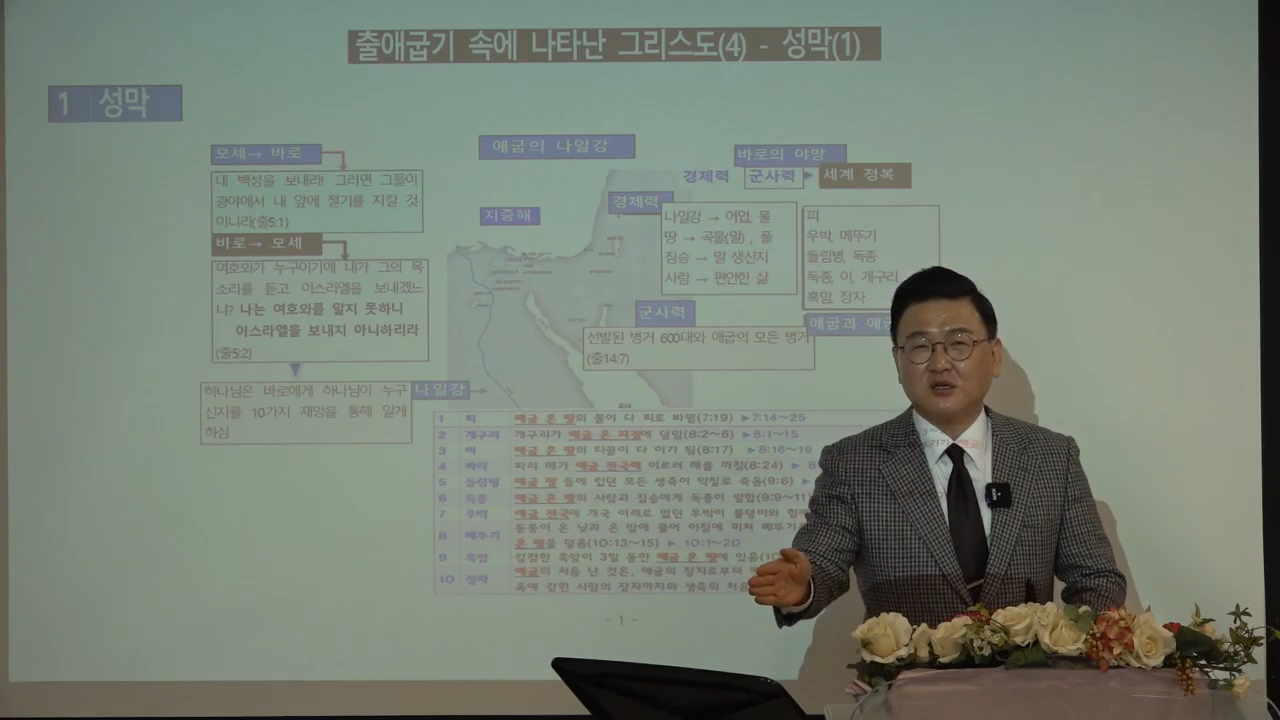 출애굽기 속에 나타난 그리스도(4) - 성막(1)
1 성막
모세→ 바로
내 백성을 보내라! 그러면 그들이
광야에서 내 앞에 절기를 지킬 것
이니라(출5:1)
바로→ 모세
여호와가 누구이기에 내가 그의 목
소리를 듣고 이스라엘을 보내겠느
냐? 나는 여호와를 알지 못하니
이스라엘을 보내지 아니하리라
(출5:2)
하나님은 바로에게 하나님이 누구
신지를 10가지 재앙을 통해 알게
하심
애굽의 나일강
지중해
나일강
바로의 야망
경제력 군사력 세계 정복
경제력
나일강 → 어업, 물
땅 → 곡물(밀) , 풀
짐승 → 말 생산지
사람 → 편안한 삶
피
우박, 메뚜기
돌림병, 독종
독종, 이, 개구리
흑암, 장자
군사력
선발된 병거 600대와 애굽의 모든 병거
(출14:7)
애굽과 애굽
1 피 애굽 온 땅의 물이 다 피로 바뀜(7:19) ▶7:14~25
2 개구리 개구리가 애굽 온 지경에 덮임(8:2~6) ▶8:1~15
3 이 애굽 온 땅의 티끌이 다 이가 됨(8:17) ▶8:16~19
4 파리 파리 떼가 애굽 전국에 이르러 해를 끼침(8:24) ▶ 8
5 돌림병 애굽 땅 들에 있던 모든 생축이 악질로 죽음(9:6) ▶
6 독종 애굽 온 땅의 사람과 짐승에게 독종이 발함(9:9~11)
7 우박 애굽 전국에 개국 이래로 없던 우박이 불덩이와 함께
8 메뚜기 동풍이 온 낮과 온 밤에 불어 아침에 미쳐 메뚜기
온 땅을 덮음(10:13~15) ▶ 10:1~20
9 흑암 캄캄한 흑암이 3일 동안 애굽 온 땅에 있음(10
10 장자 애굽의 처음 난 것은, 애굽의 장자로부터
옥에 갇힌 사람의 장자까지와 생축의 처음
- 1 -